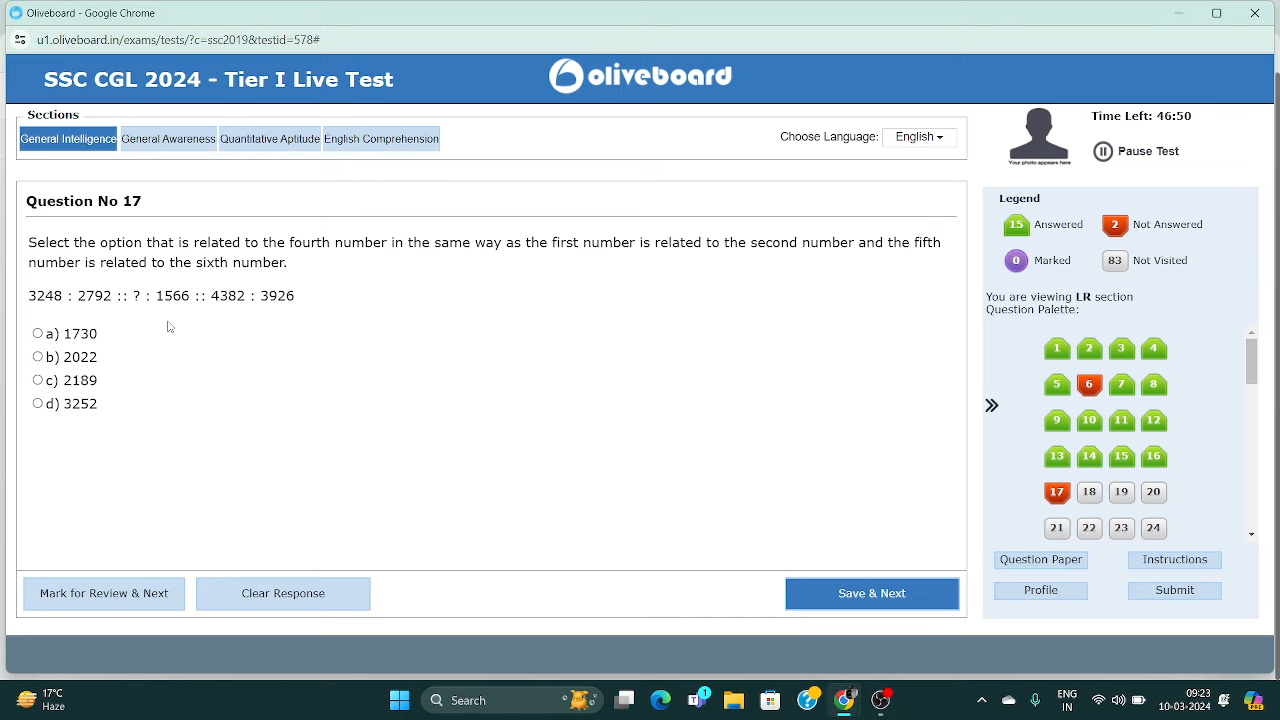 Oliveboard - Google Chrome
u1.oliveboard.in/exams/tests/?c=ssc2019&testid=578#
SSC CGL 2024 - Tier I Live Test
oliveboard
Sections
General Intelligence General Awareness Quantitative Aptitude English Comprehension
Choose Language: English
Your photo appears here
Time Left: 46:50
Pause Test
Question No 17
Select the option that is related to the fourth number in the same way as the first number is related to the second number and the fifth
number is related to the sixth number.
3248 : 2792 :: ? : 1566 :: 4382 : 3926
a) 1730
b) 2022
c) 2189
d) 3252
Mark for Review & Next
Clear Response
Save & Next
Legend
15 Answered 2 Not Answered
0 Marked 83 Not Visited
You are viewing LR section
Question Palette:
1 2 3 4
5 6 7 8
9 10 11 12
13 14 15 16
17 18 19 20
21 22 23 24
Question Paper Instructions
Profile Submit
17°C
Haze
Search
1
ENG
IN
09:23
10-03-2024